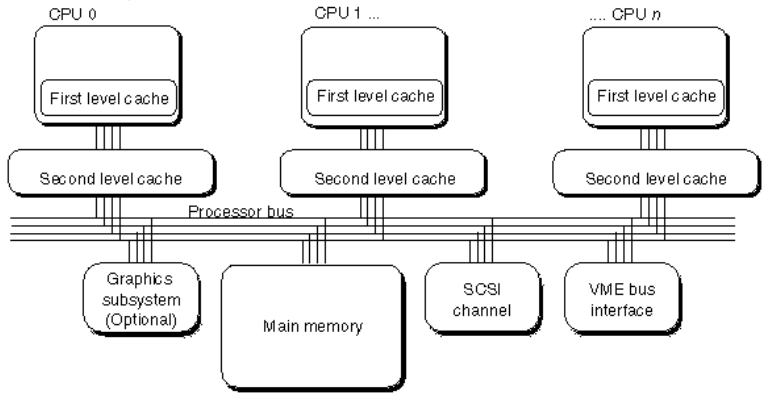 CPU 0
CPU 1 ...
.... CPU n
First level cache
First level cache
First level cache
Second level cache
Second level cache
Second level cache
Processor bus
Graphics
subsystem
(Optional)
Main memory
SCSI
channel
VME bus
interface